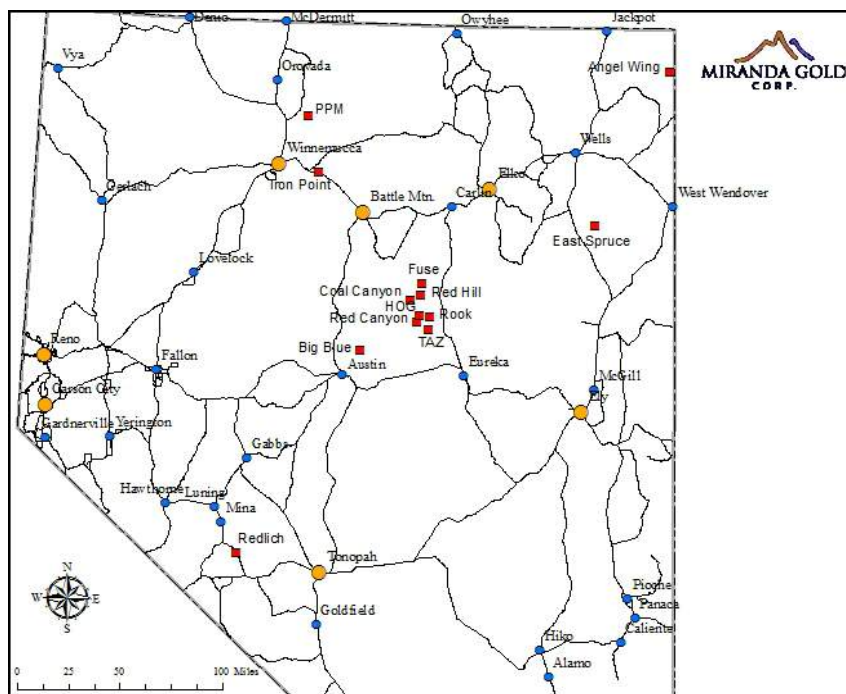 Denio
McDermitt
Owyhee
Jackpot
Vya
Orovada
Angel Wing
MIRANDA GOLD
CORP.
PPM
Winnemucca
Wells
Iron Point
Elko
Gerlach
Battle Mtn.
Carlin
West Wendover
East Spruce
Lovelock
Fuse
Coal Canyon
Red Hill
HOG
Red Canyon
Rook
TAZ
Reno
Big Blue
Fallon
Austin
Eureka
McGill
Carson City
Ely
Gardnerville
Yerington
Gabbs
Hawthorne
Luning
Mina
Redlich
Tonopah
N
W
E
S
Pioche
Panaca
Goldfield
Caliente
Hiko
Alamo
0 25 50 100 Miles